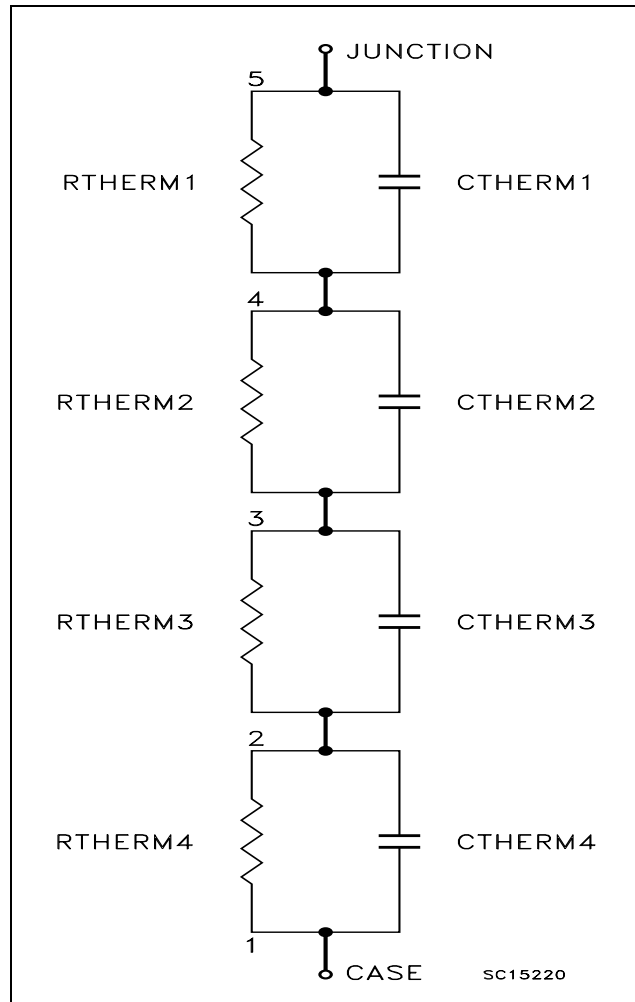 JUNCTION
5
RTHERM1
CTHERM1
4
RTHERM2
CTHERM2
3
RTHERM3
CTHERM3
2
RTHERM4
CTHERM4
1
CASE
SC15220